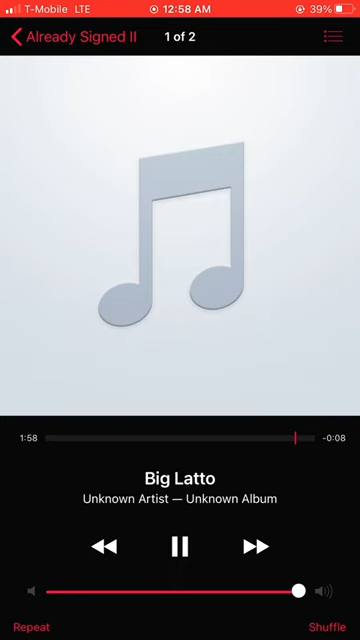 T-Mobile LTE 12:58 AM 39%
Already Signed II 1 of 2
1:58 -0:08
Big Latto
Unknown Artist — Unknown Album
Repeat Shuffle